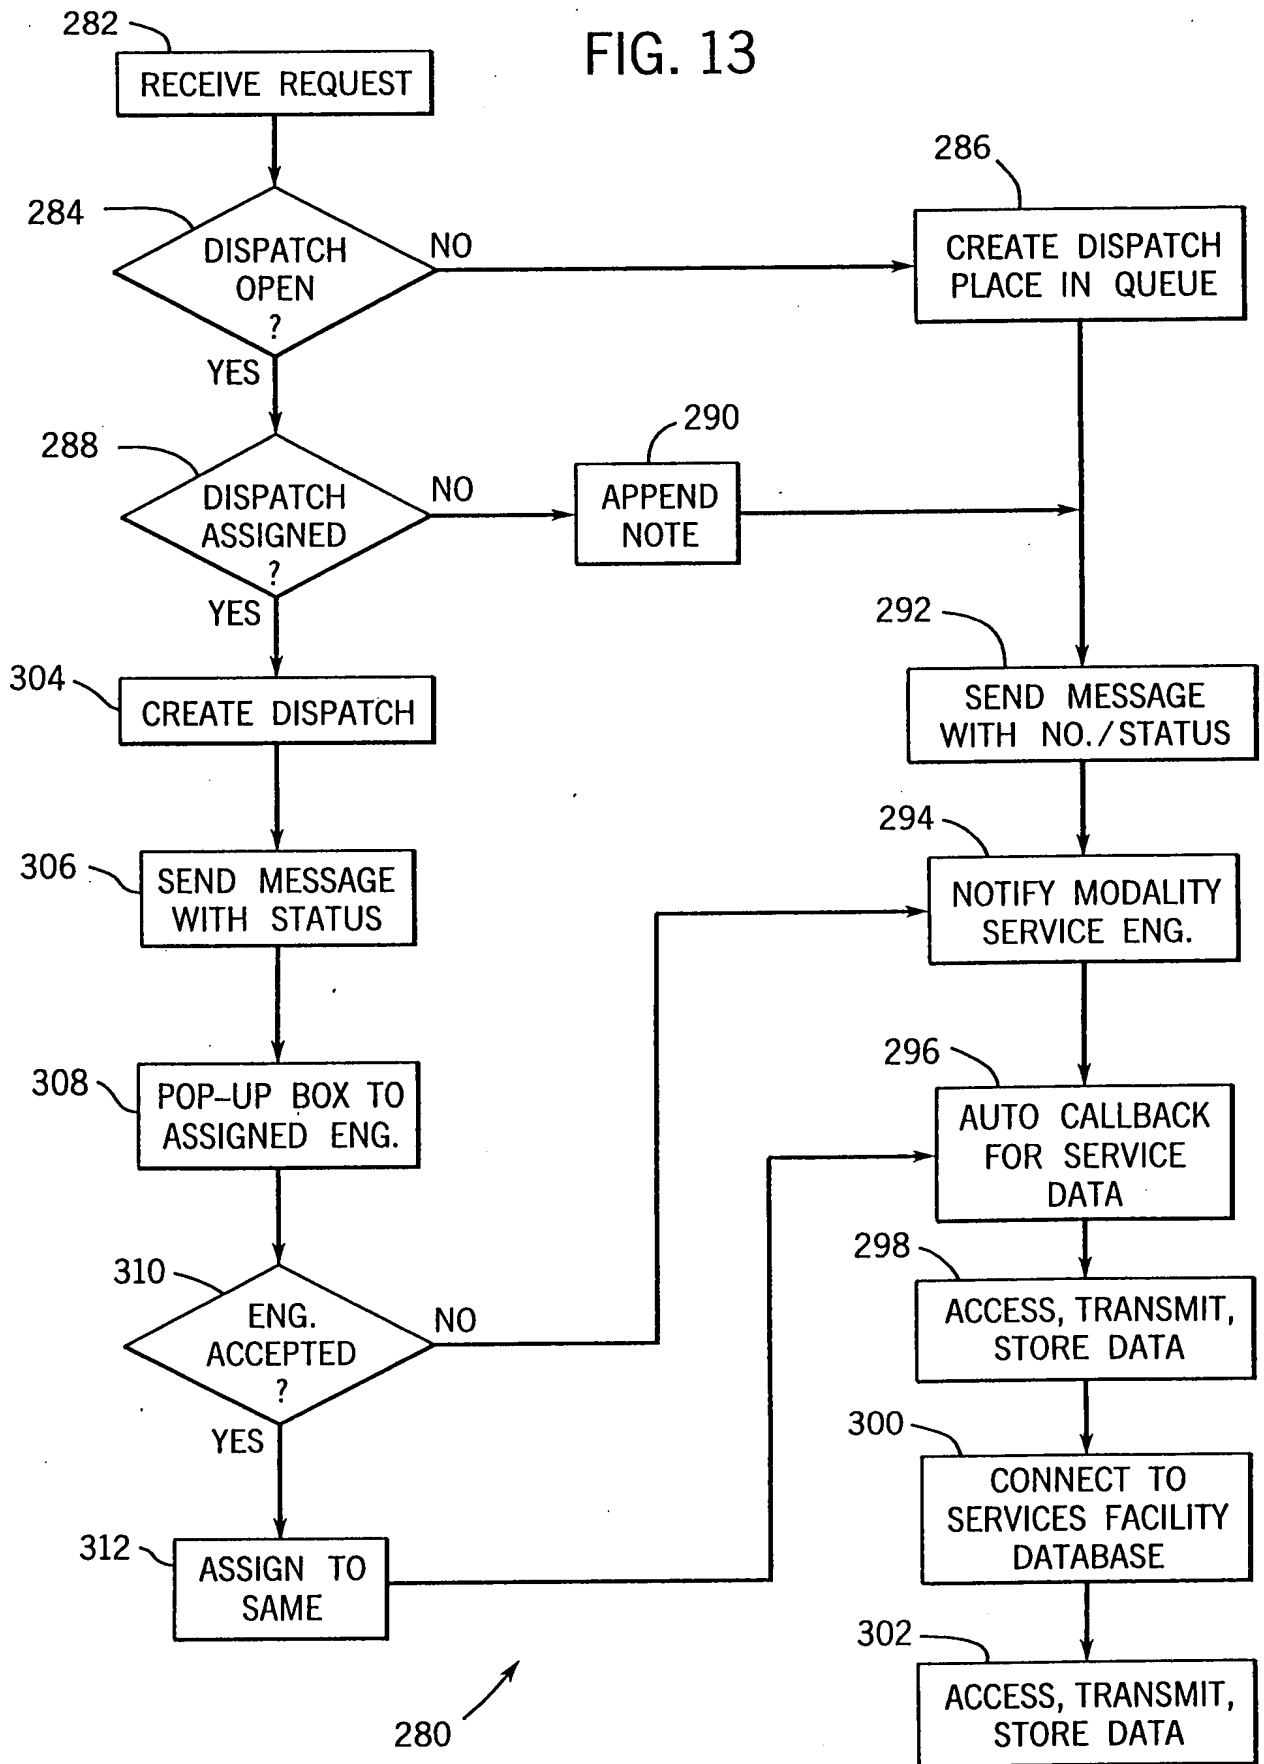 FIG. 13
282
RECEIVE REQUEST
284
DISPATCH
OPEN
?
NO
YES
286
CREATE DISPATCH
PLACE IN QUEUE
288
DISPATCH
ASSIGNED
?
NO
YES
290
APPEND
NOTE
292
SEND MESSAGE
WITH NO./STATUS
304
CREATE DISPATCH
294
NOTIFY MODALITY
SERVICE ENG.
306
SEND MESSAGE
WITH STATUS
296
AUTO CALLBACK
FOR SERVICE
DATA
308
POP-UP BOX TO
ASSIGNED ENG.
298
ACCESS, TRANSMIT,
STORE DATA
310
ENG.
ACCEPTED
?
NO
YES
300
CONNECT TO
SERVICES FACILITY
DATABASE
312
ASSIGN TO
SAME
302
ACCESS, TRANSMIT,
STORE DATA
280